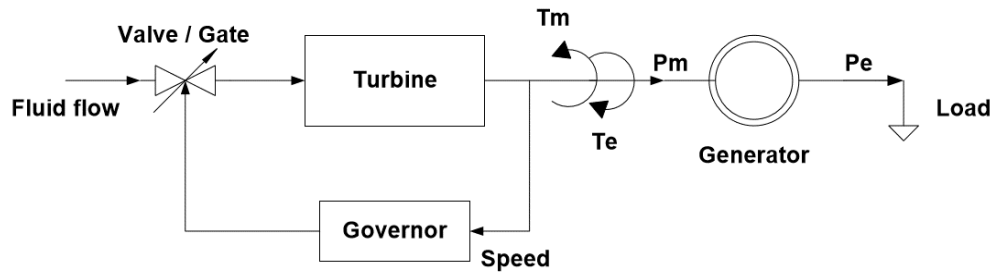 Valve / Gate
Fluid flow
Turbine
Tm
Te
Pm
Pe
Generator
Load
Governor
Speed